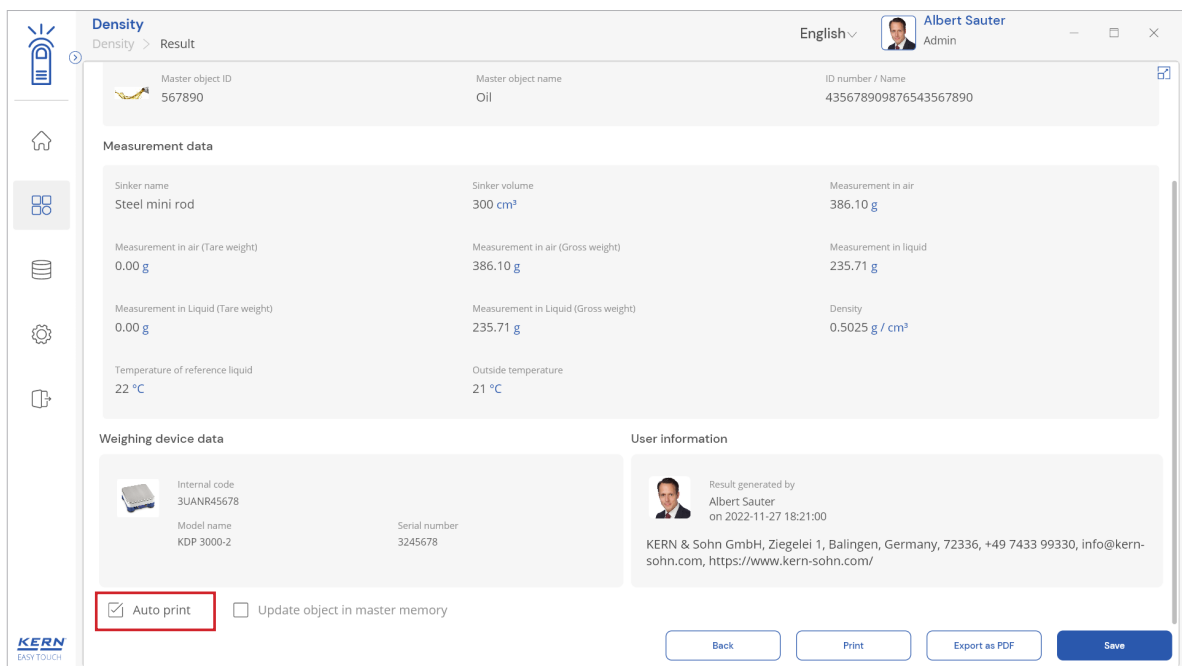 Density
Density > Result
English
Albert Sauter
Admin
Master object ID
567890
Master object name
Oil
ID number / Name
435678909876543567890
Measurement data
Sinker name
Steel mini rod
Sinker volume
300 cm³
Measurement in air
386.10 g
Measurement in air (Tare weight)
0.00 g
Measurement in air (Gross weight)
386.10 g
Measurement in liquid
235.71 g
Measurement in Liquid (Tare weight)
0.00 g
Measurement in Liquid (Gross weight)
235.71 g
Density
0.5025 g / cm³
Temperature of reference liquid
22 °C
Outside temperature
21 °C
Weighing device data
Internal code
3UANR45678
Model name
KDP 3000-2
Serial number
3245678
User information
Result generated by
Albert Sauter
on 2022-11-27 18:21:00
KERN & Sohn GmbH, Ziegelei 1, Balingen, Germany, 72336, +49 7433 99330, info@kern-
sohn.com, https://www.kern-sohn.com/
Auto print
Update object in master memory
Back
Print
Export as PDF
Save
KERN
EASY TOUCH